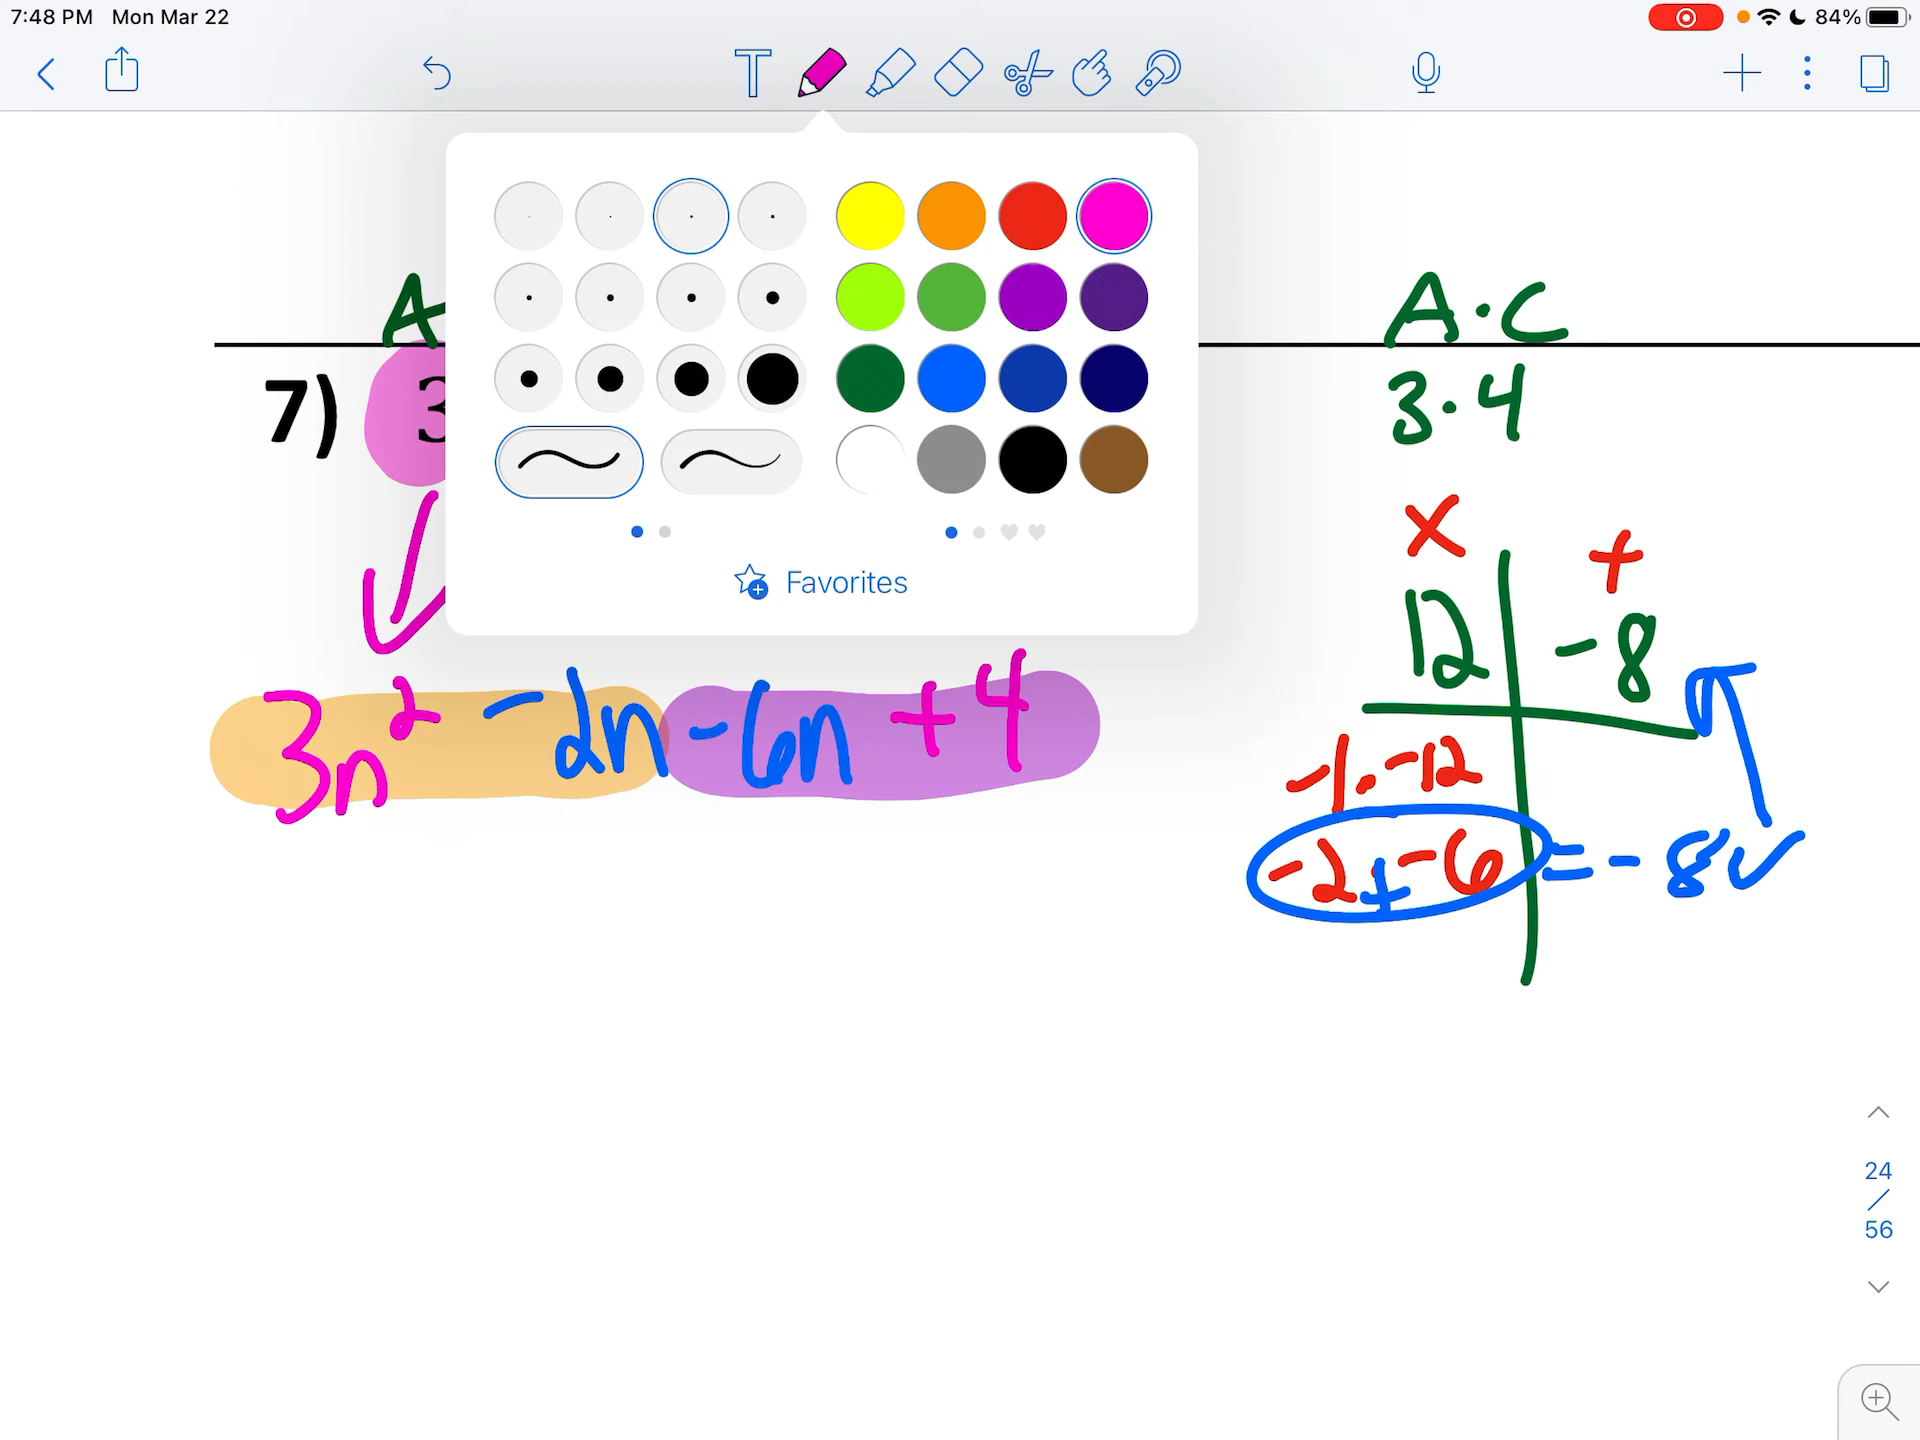 7:48 PM Mon Mar 22
84%
T
Favorites
A
A·C
7) 3
3·4
x
+
12
-8
3n² -2n -6n +4
-1·-12
-2+-6 = -8✓
24
/
56